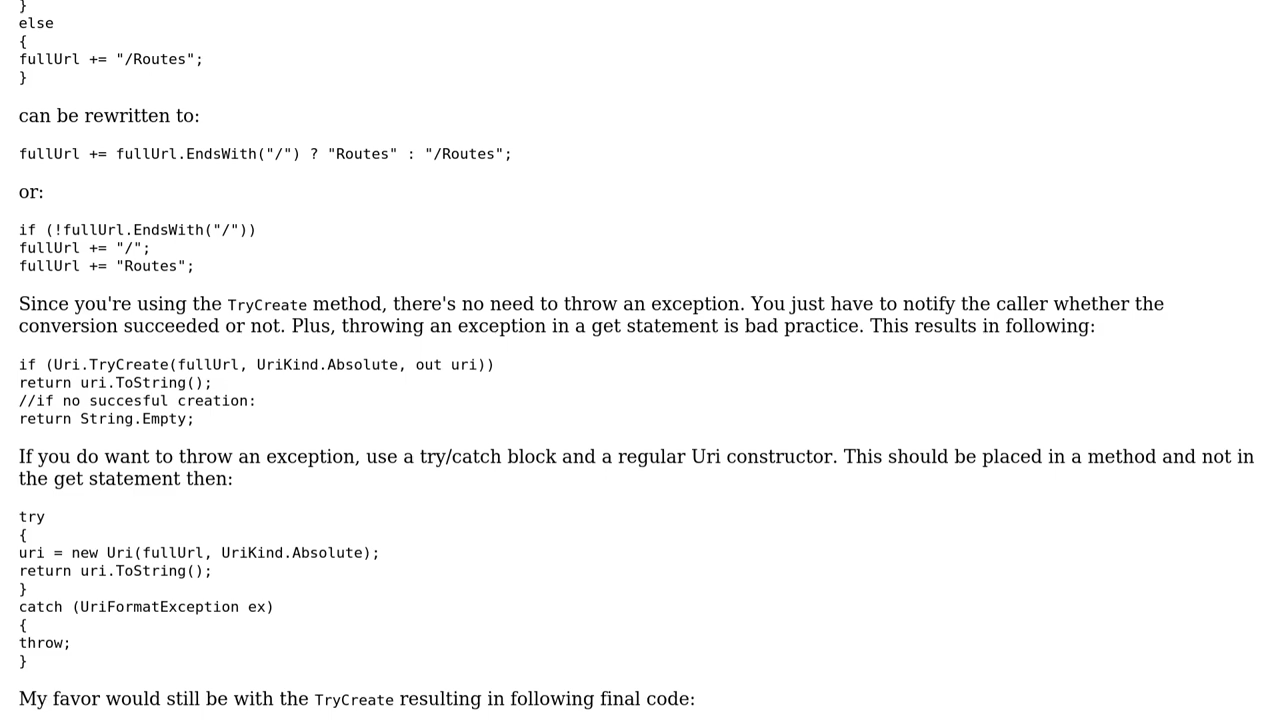 }
else
{
fullUrl += "/Routes";
}
can be rewritten to:
fullUrl += fullUrl.EndsWith("/") ? "Routes" : "/Routes";
or:
if (!fullUrl.EndsWith("/"))
fullUrl += "/";
fullUrl += "Routes";
Since you're using the TryCreate method, there's no need to throw an exception. You just have to notify the caller whether the
conversion succeeded or not. Plus, throwing an exception in a get statement is bad practice. This results in following:
if (Uri.TryCreate(fullUrl, UriKind.Absolute, out uri))
return uri.ToString();
//if no succesful creation:
return String.Empty;
If you do want to throw an exception, use a try/catch block and a regular Uri constructor. This should be placed in a method and not in
the get statement then:
try
{
uri = new Uri(fullUrl, UriKind.Absolute);
return uri.ToString();
}
catch (UriFormatException ex)
{
throw;
}
My favor would still be with the TryCreate resulting in following final code: